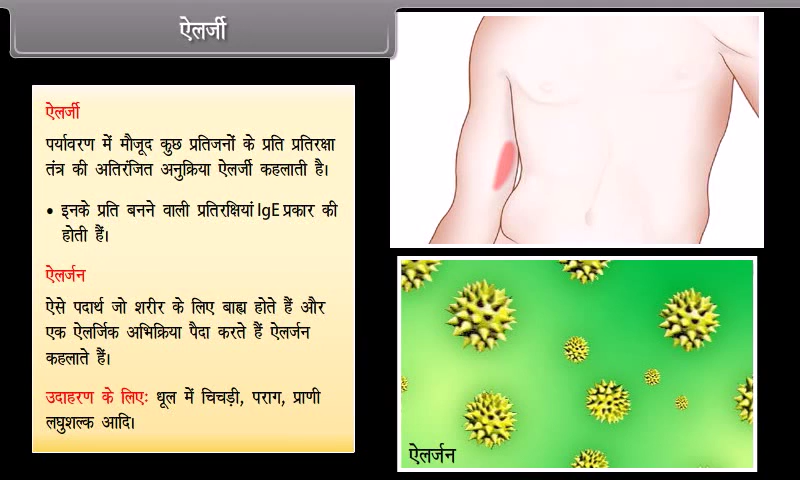 ऐलर्जी
ऐलर्जी
पर्यावरण में मौजूद कुछ प्रतिजनों के प्रति प्रतिरक्षा
तंत्र की अतिरंजित अनुक्रिया ऐलर्जी कहलाती है।
• इनके प्रति बनने वाली प्रतिरक्षियां IgE प्रकार की
होती हैं।
ऐलर्जन
ऐसे पदार्थ जो शरीर के लिए बाह्य होते हैं और
एक ऐलर्जिक अभिक्रिया पैदा करते हैं ऐलर्जन
कहलाते हैं।
उदाहरण के लिएः धूल में चिचड़ी, पराग, प्राणी
लघुशल्क आदि।
ऐलर्जन